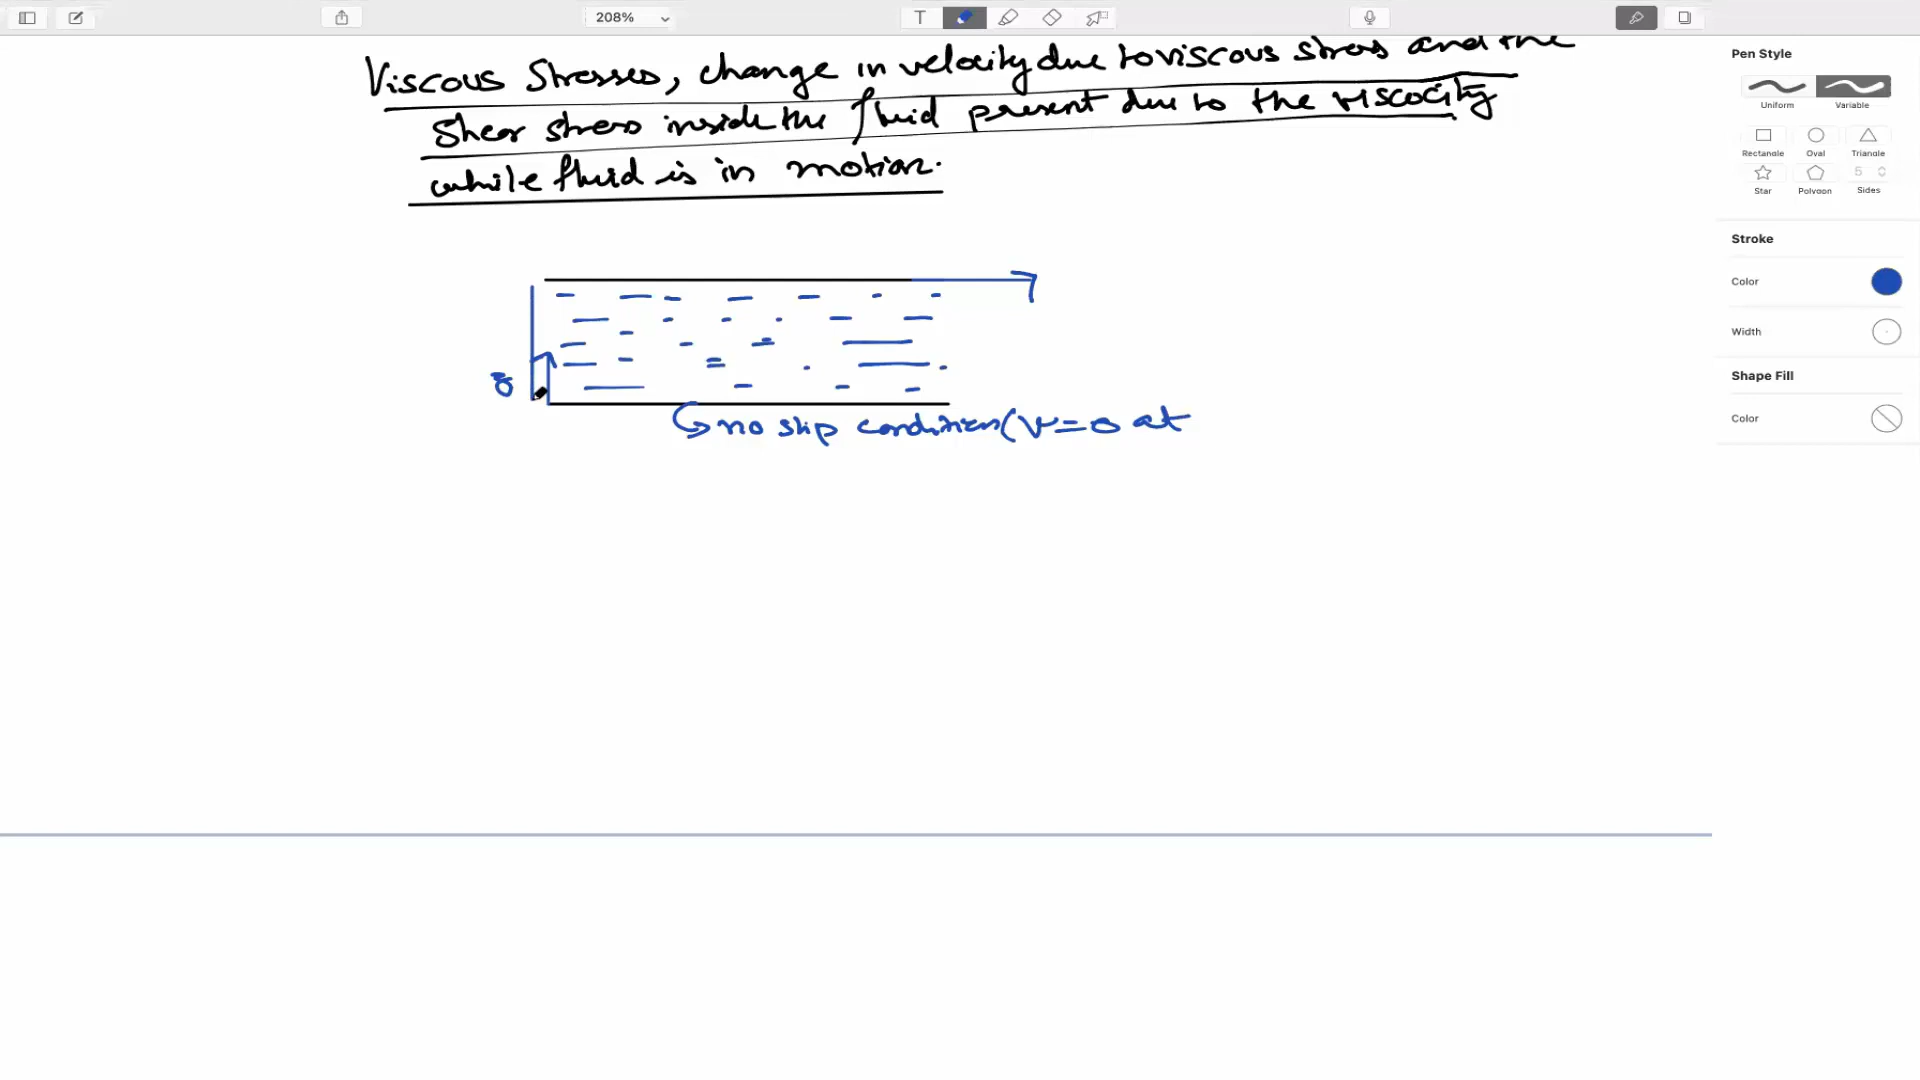 208%
T
Viscous Stresses, change in velocity due to viscous stress and the
shear stress inside the fluid present due to the viscocity
while fluid is in motion.
no slip condition (V=0 at
Pen Style
Uniform Variable
Rectangle Oval Triangle
5
Star Polygon Sides
Stroke
Color
Width
Shape Fill
Color